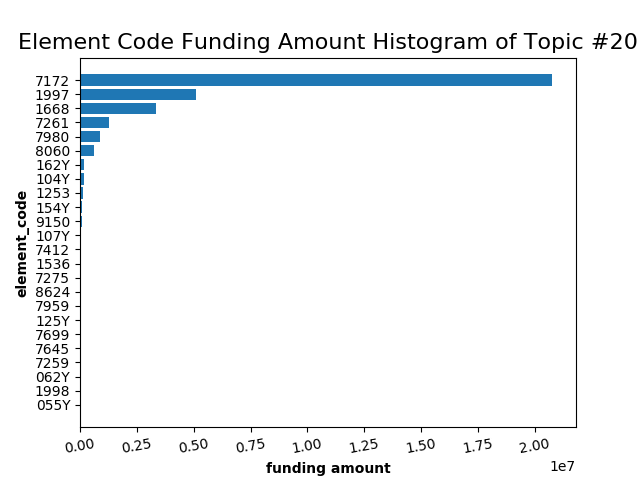 Element Code Funding Amount Histogram of Topic #20
7172
1997
1668
7261
7980
8060
162Y
104Y
1253
154Y
9150
107Y
7412
1536
7275
8624
7959
125Y
7699
7645
7259
062Y
1998
055Y
element_code
0.00 0.25 0.50 0.75 1.00 1.25 1.50 1.75 2.00
1e7
funding amount